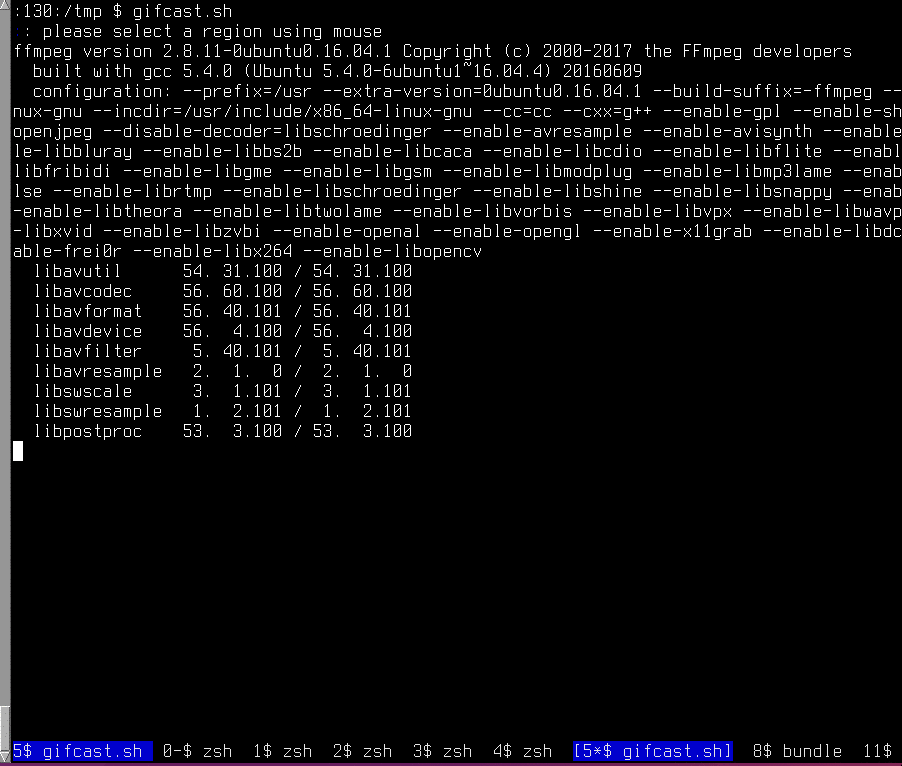 :130:/tmp $ gifcast.sh
 : please select a region using mouse
ffmpeg version 2.8.11-0ubuntu0.16.04.1 Copyright (c) 2000-2017 the FFmpeg developers
  built with gcc 5.4.0 (Ubuntu 5.4.0-6ubuntu1~16.04.4) 20160609
  configuration: --prefix=/usr --extra-version=0ubuntu0.16.04.1 --build-suffix=-ffmpeg --
nux-gnu --incdir=/usr/include/x86_64-linux-gnu --cc=cc --cxx=g++ --enable-gpl --enable-sh
openjpeg --disable-decoder=libschroedinger --enable-avresample --enable-avisynth --enable
le-libbluray --enable-libbs2b --enable-libcaca --enable-libcdio --enable-libflite --enabl
libfribidi --enable-libgme --enable-libgsm --enable-libmodplug --enable-libmp3lame --enab
lse --enable-librtmp --enable-libschroedinger --enable-libshine --enable-libsnappy --enab
-enable-libtheora --enable-libtwolame --enable-libvorbis --enable-libvpx --enable-libwavp
-libxvid --enable-libzvbi --enable-openal --enable-opengl --enable-x11grab --enable-libdc
able-frei0r --enable-libx264 --enable-libopencv
  libavutil      54. 31.100 / 54. 31.100
  libavcodec     56. 60.100 / 56. 60.100
  libavformat    56. 40.101 / 56. 40.101
  libavdevice    56.  4.100 / 56.  4.100
  libavfilter     5. 40.101 /  5. 40.101
  libavresample   2.  1.  0 /  2.  1.  0
  libswscale      3.  1.101 /  3.  1.101
  libswresample   1.  2.101 /  1.  2.101
  libpostproc    53.  3.100 / 53.  3.100
5$ gifcast.sh  0-$ zsh  1$ zsh  2$ zsh  3$ zsh  4$ zsh  [5*$ gifcast.sh]  8$ bundle  11$